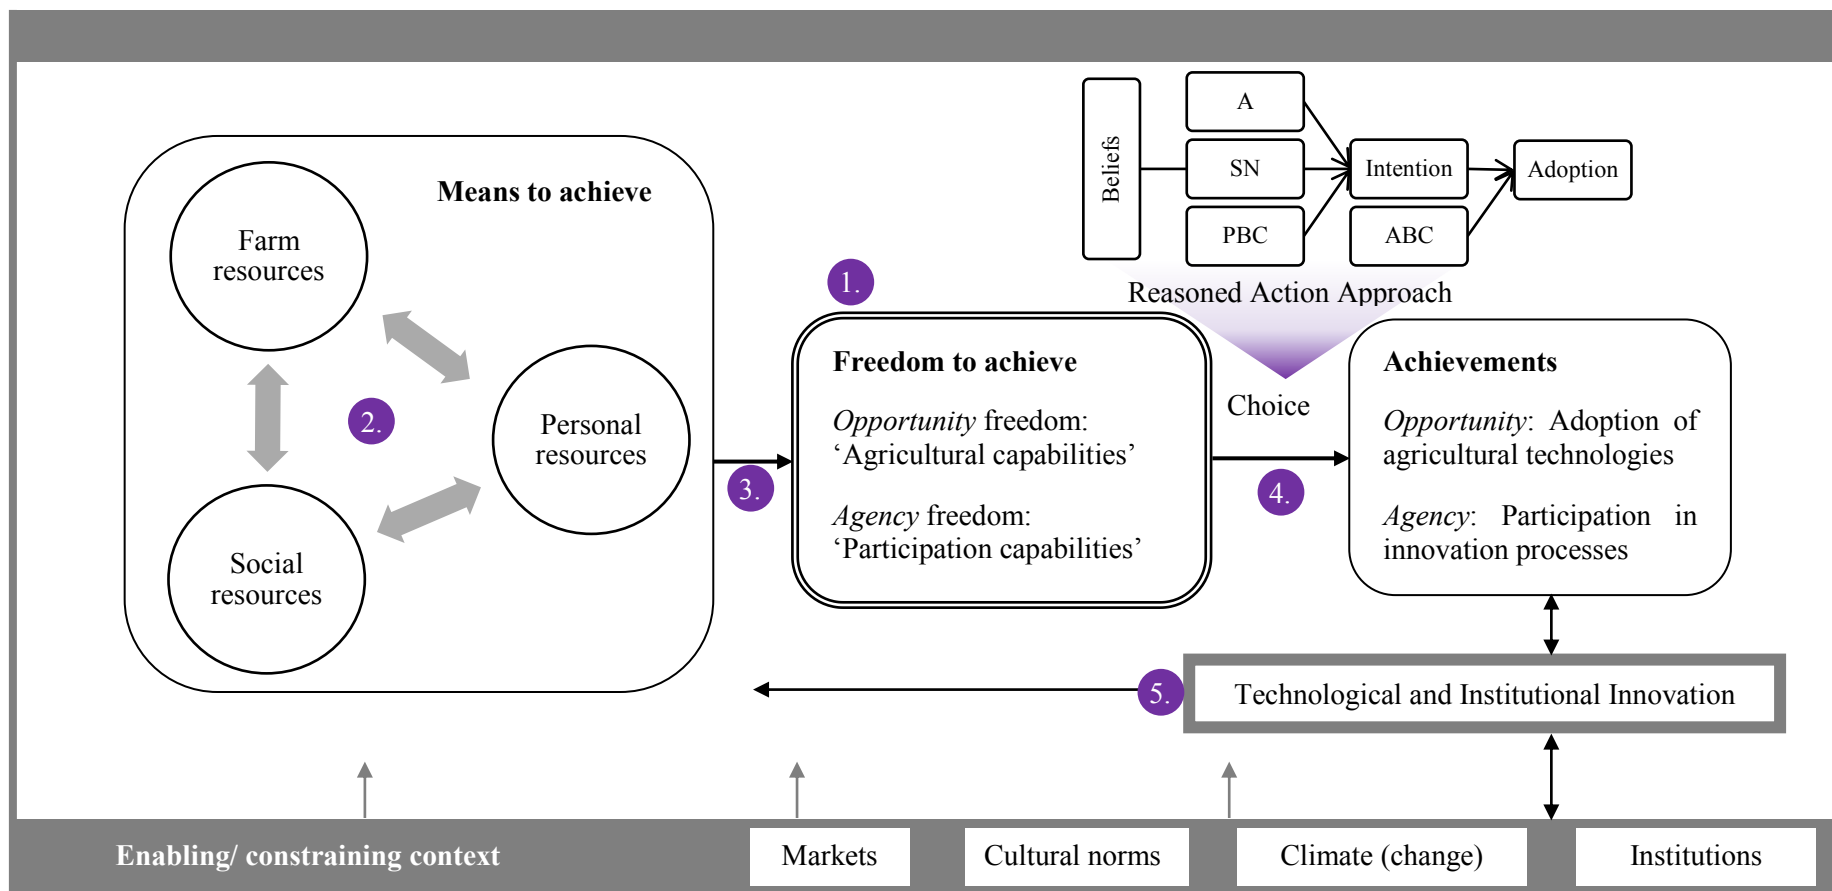 A
Beliefs
SN
Intention
Adoption
PBC
ABC
Reasoned Action Approach
Means to achieve
Farm
resources
Personal
resources
Social
resources
1.
2.
3.
Freedom to achieve
Opportunity freedom:
‘Agricultural capabilities’
Agency freedom:
‘Participation capabilities’
Choice
4.
Achievements
Opportunity: Adoption of
agricultural technologies
Agency: Participation in
innovation processes
5.
Technological and Institutional Innovation
Enabling/ constraining context
Markets
Cultural norms
Climate (change)
Institutions